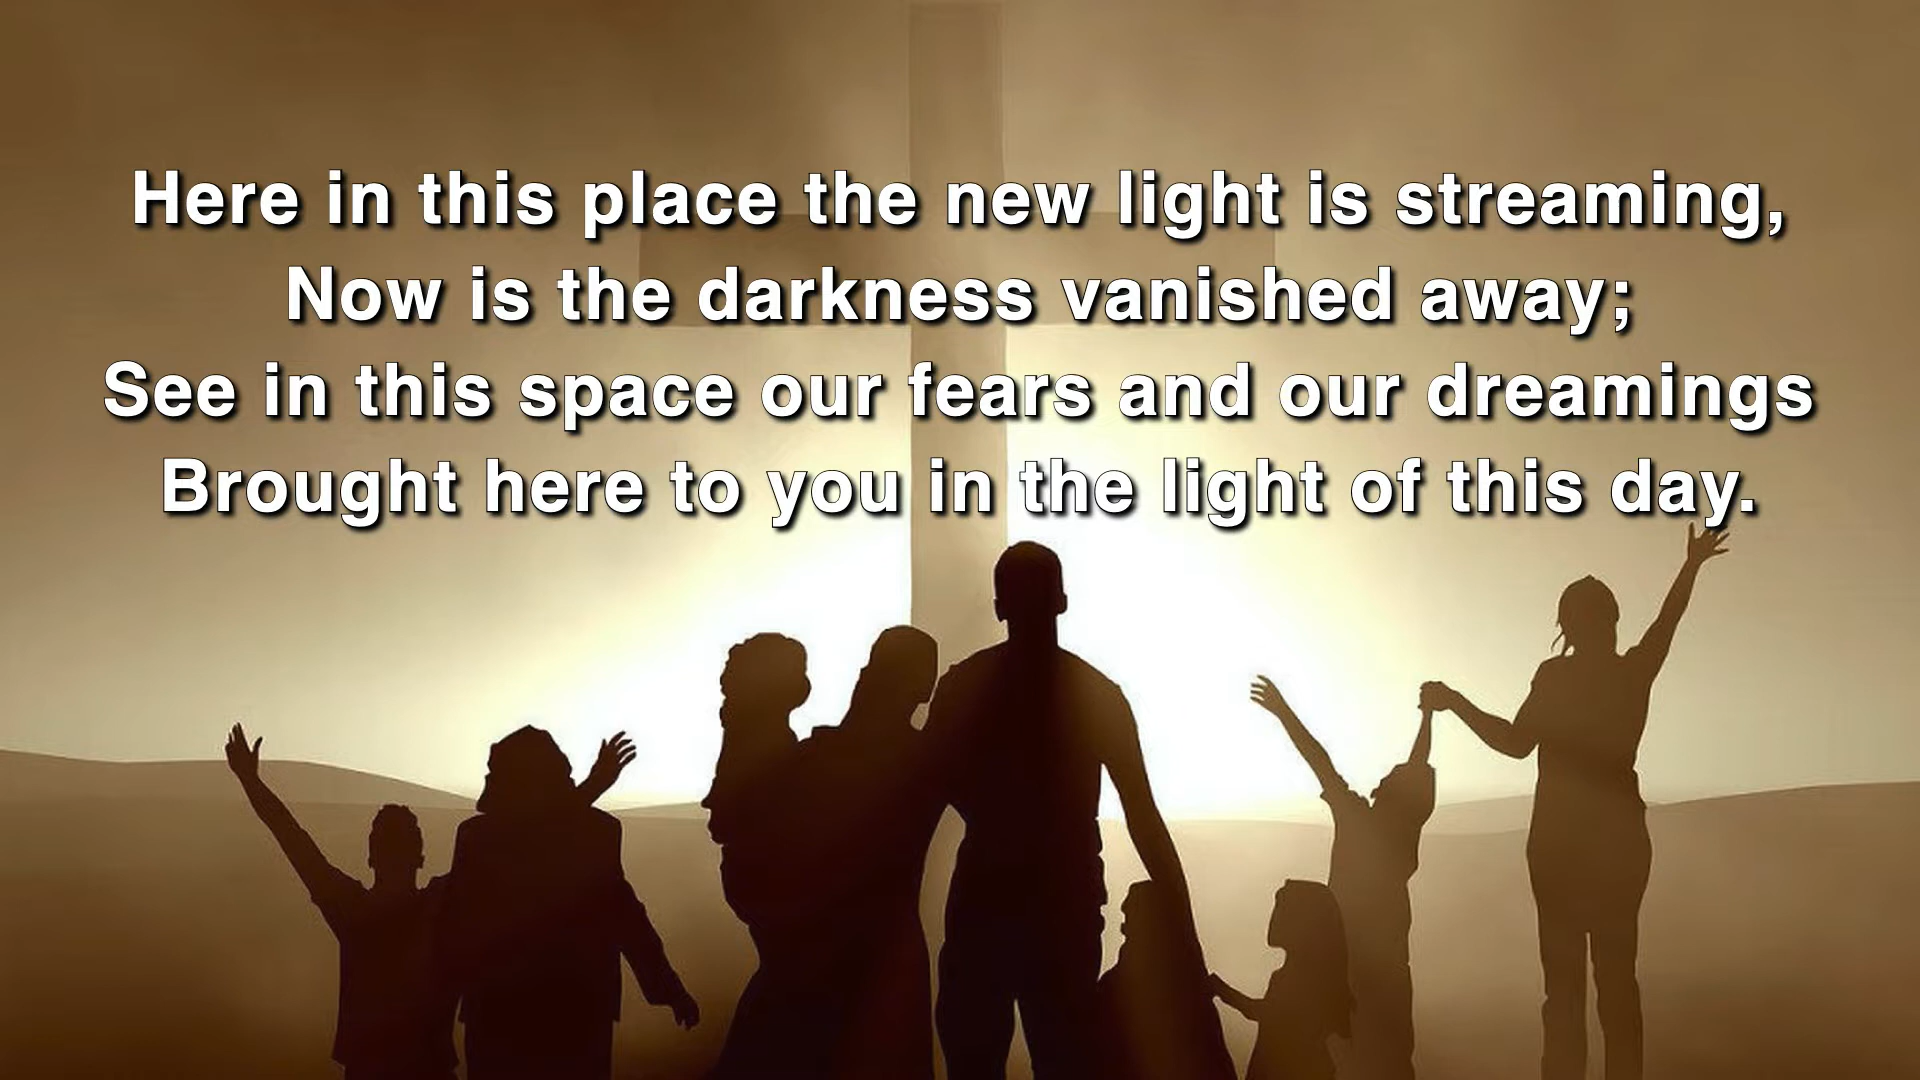 Here in this place the new light is streaming,
Now is the darkness vanished away;
See in this space our fears and our dreamings
Brought here to you in the light of this day.